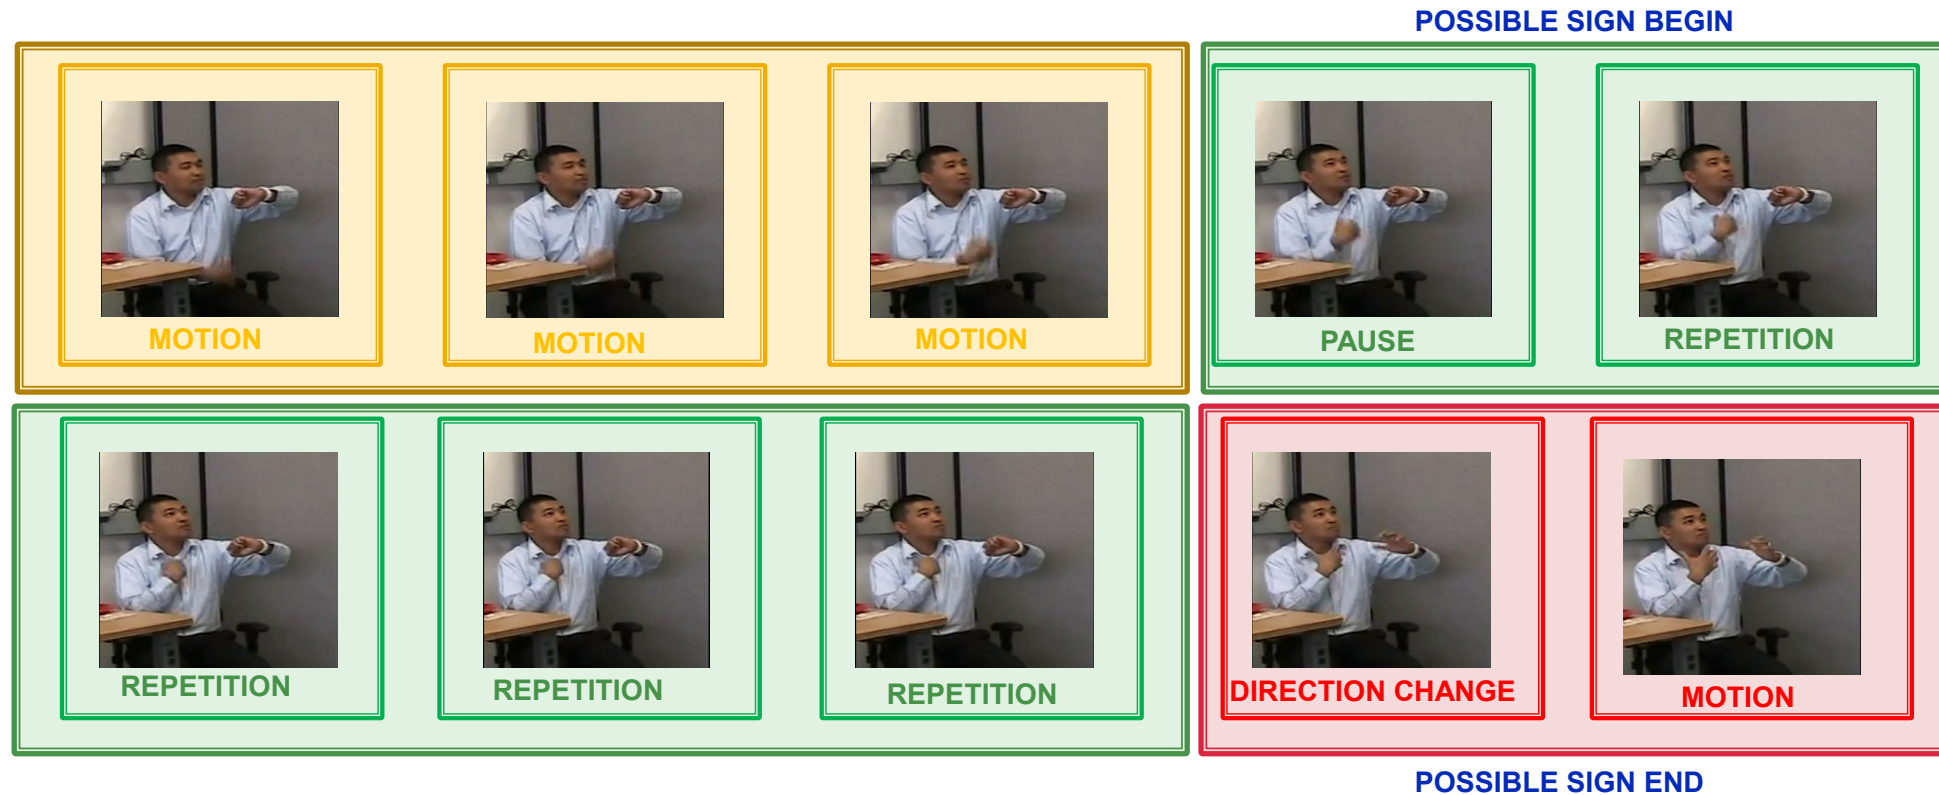 POSSIBLE SIGN BEGIN
MOTION
MOTION
MOTION
PAUSE
REPETITION
REPETITION
REPETITION
REPETITION
DIRECTION CHANGE
MOTION
POSSIBLE SIGN END